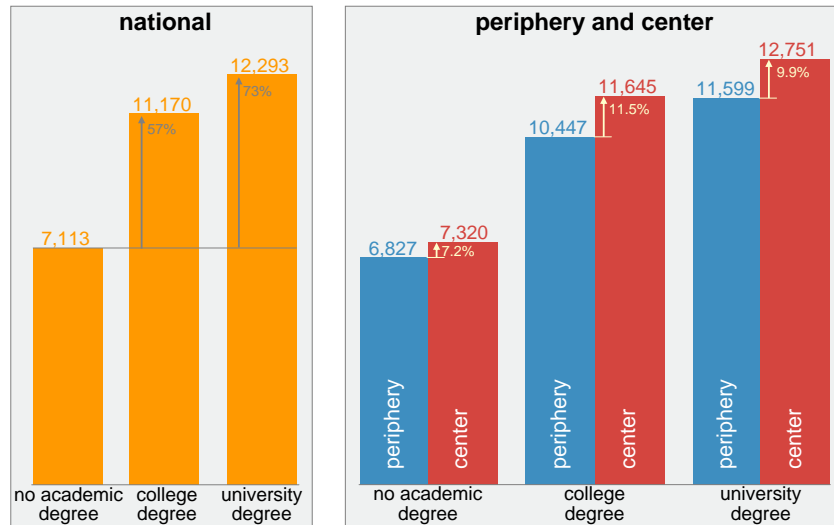 national
12,293
11,170
73%
57%
7,113
no academic
degree
college
degree
university
degree
periphery and center
12,751
11,599
9.9%
11,645
11.5%
10,447
7,320
6,827
7.2%
periphery
center
periphery
center
periphery
center
no academic
degree
college
degree
university
degree